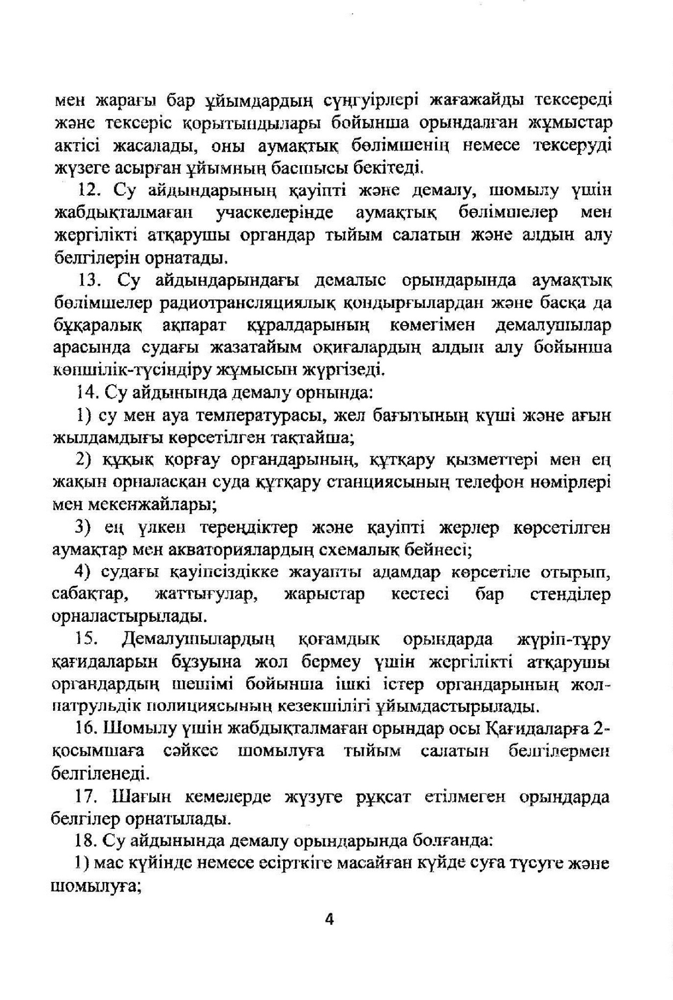 мен жарағы бар ұйымдардың сүңгуірлері жағажайды тексереді
және тексеріс қорытындылары бойынша орындалған жұмыстар
актісі жасалады, оны аумақтық бөлімшенің немесе тексеруді
жүзеге асырған ұйымның басшысы бекітеді.
12. Су айдындарының қауіпті және демалу, шомылу үшін
жабдықталмаған учаскелерінде аумақтық бөлімшелер мен
жергілікті атқарушы органдар тыйым салатын және алдын алу
белгілерін орнатады.
13. Су айдындарындағы демалыс орындарында аумақтық
бөлімшелер радиотрансляциялық қондырғылардан және басқа да
бұқаралық ақпарат құралдарының көмегімен демалушылар
арасында судағы жазатайым оқиғалардың алдын алу бойынша
көпшілік-түсіндіру жұмысын жүргізеді.
14. Су айдынында демалу орнында:
1) су мен ауа температурасы, жел бағытының күші және ағын
жылдамдығы көрсетілген тақтайша;
2) құқық қорғау органдарының, құтқару қызметтері мен ең
жақын орналасқан суда құтқару станциясының телефон нөмірлері
мен мекенжайлары;
3) ең үлкен тереңдіктер және қауіпті жерлер көрсетілген
аумақтар мен акваториялардың схемалық бейнесі;
4) судағы қауіпсіздікке жауапты адамдар көрсетіле отырып,
сабақтар, жаттығулар, жарыстар кестесі бар стенділер
орналастырылады.
15. Демалушылардың қоғамдық орындарда жүріп-тұру
қағидаларын бұзуына жол бермеу үшін жергілікті атқарушы
органдардың шешімі бойынша ішкі істер органдарының жол-
патрульдік полициясының кезекшілігі ұйымдастырылады.
16. Шомылу үшін жабдықталмаған орындар осы Қағидаларға 2-
қосымшаға сәйкес шомылуға тыйым салатын белгілермен
белгіленеді.
17. Шағын кемелерде жүзуге рұқсат етілмеген орындарда
белгілер орнатылады.
18. Су айдынында демалу орындарында болғанда:
1) мас күйінде немесе есірткіге масайған күйде суға түсуге және
шомылуға;
4